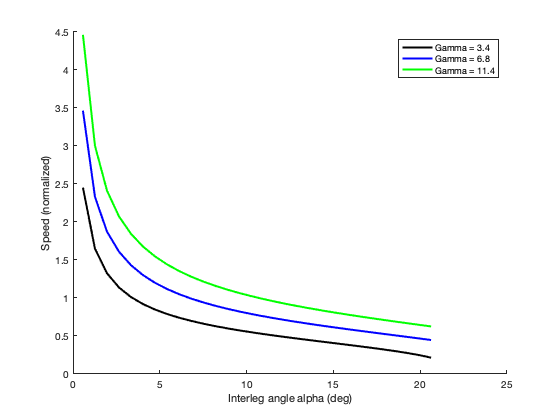 4.5
4
3.5
3
2.5
2
1.5
1
0.5
0
Speed (normalized)
Gamma = 3.4
Gamma = 6.8
Gamma = 11.4
0 5 10 15 20 25
Interleg angle alpha (deg)